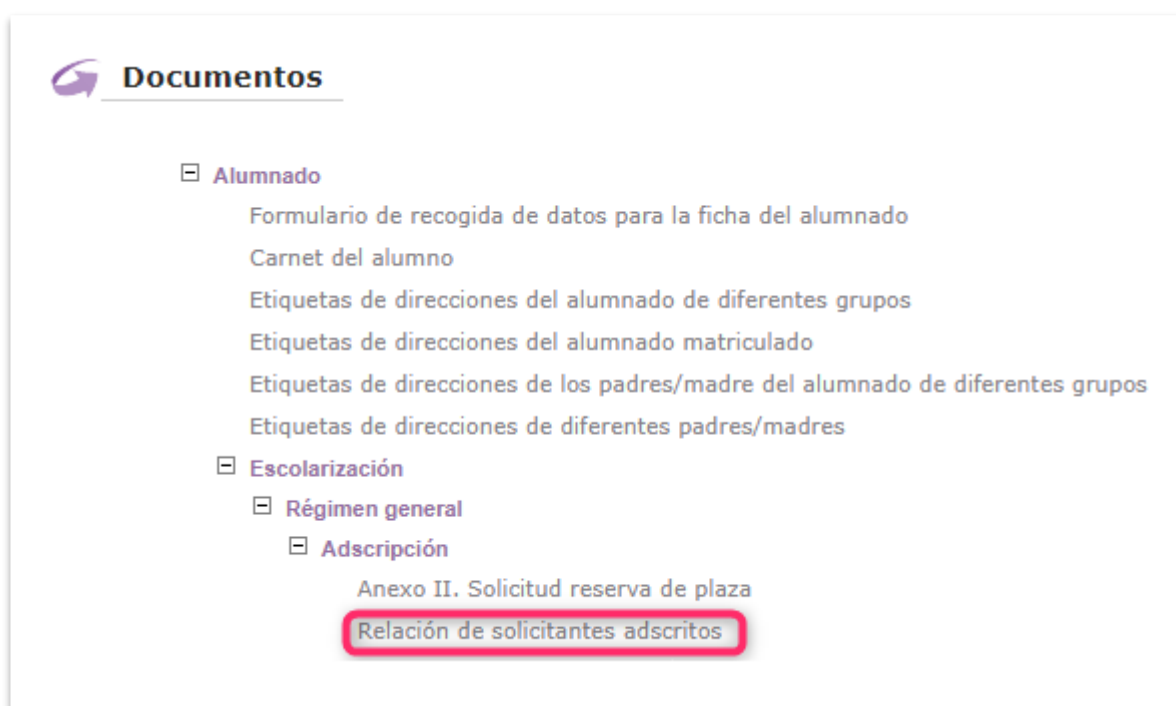 Documentos
Alumnado
Formulario de recogida de datos para la ficha del alumnado
Carnet del alumno
Etiquetas de direcciones del alumnado de diferentes grupos
Etiquetas de direcciones del alumnado matriculado
Etiquetas de direcciones de los padres/madre del alumnado de diferentes grupos
Etiquetas de direcciones de diferentes padres/madres
Escolarización
Régimen general
Adscripción
Anexo II. Solicitud reserva de plaza
Relación de solicitantes adscritos